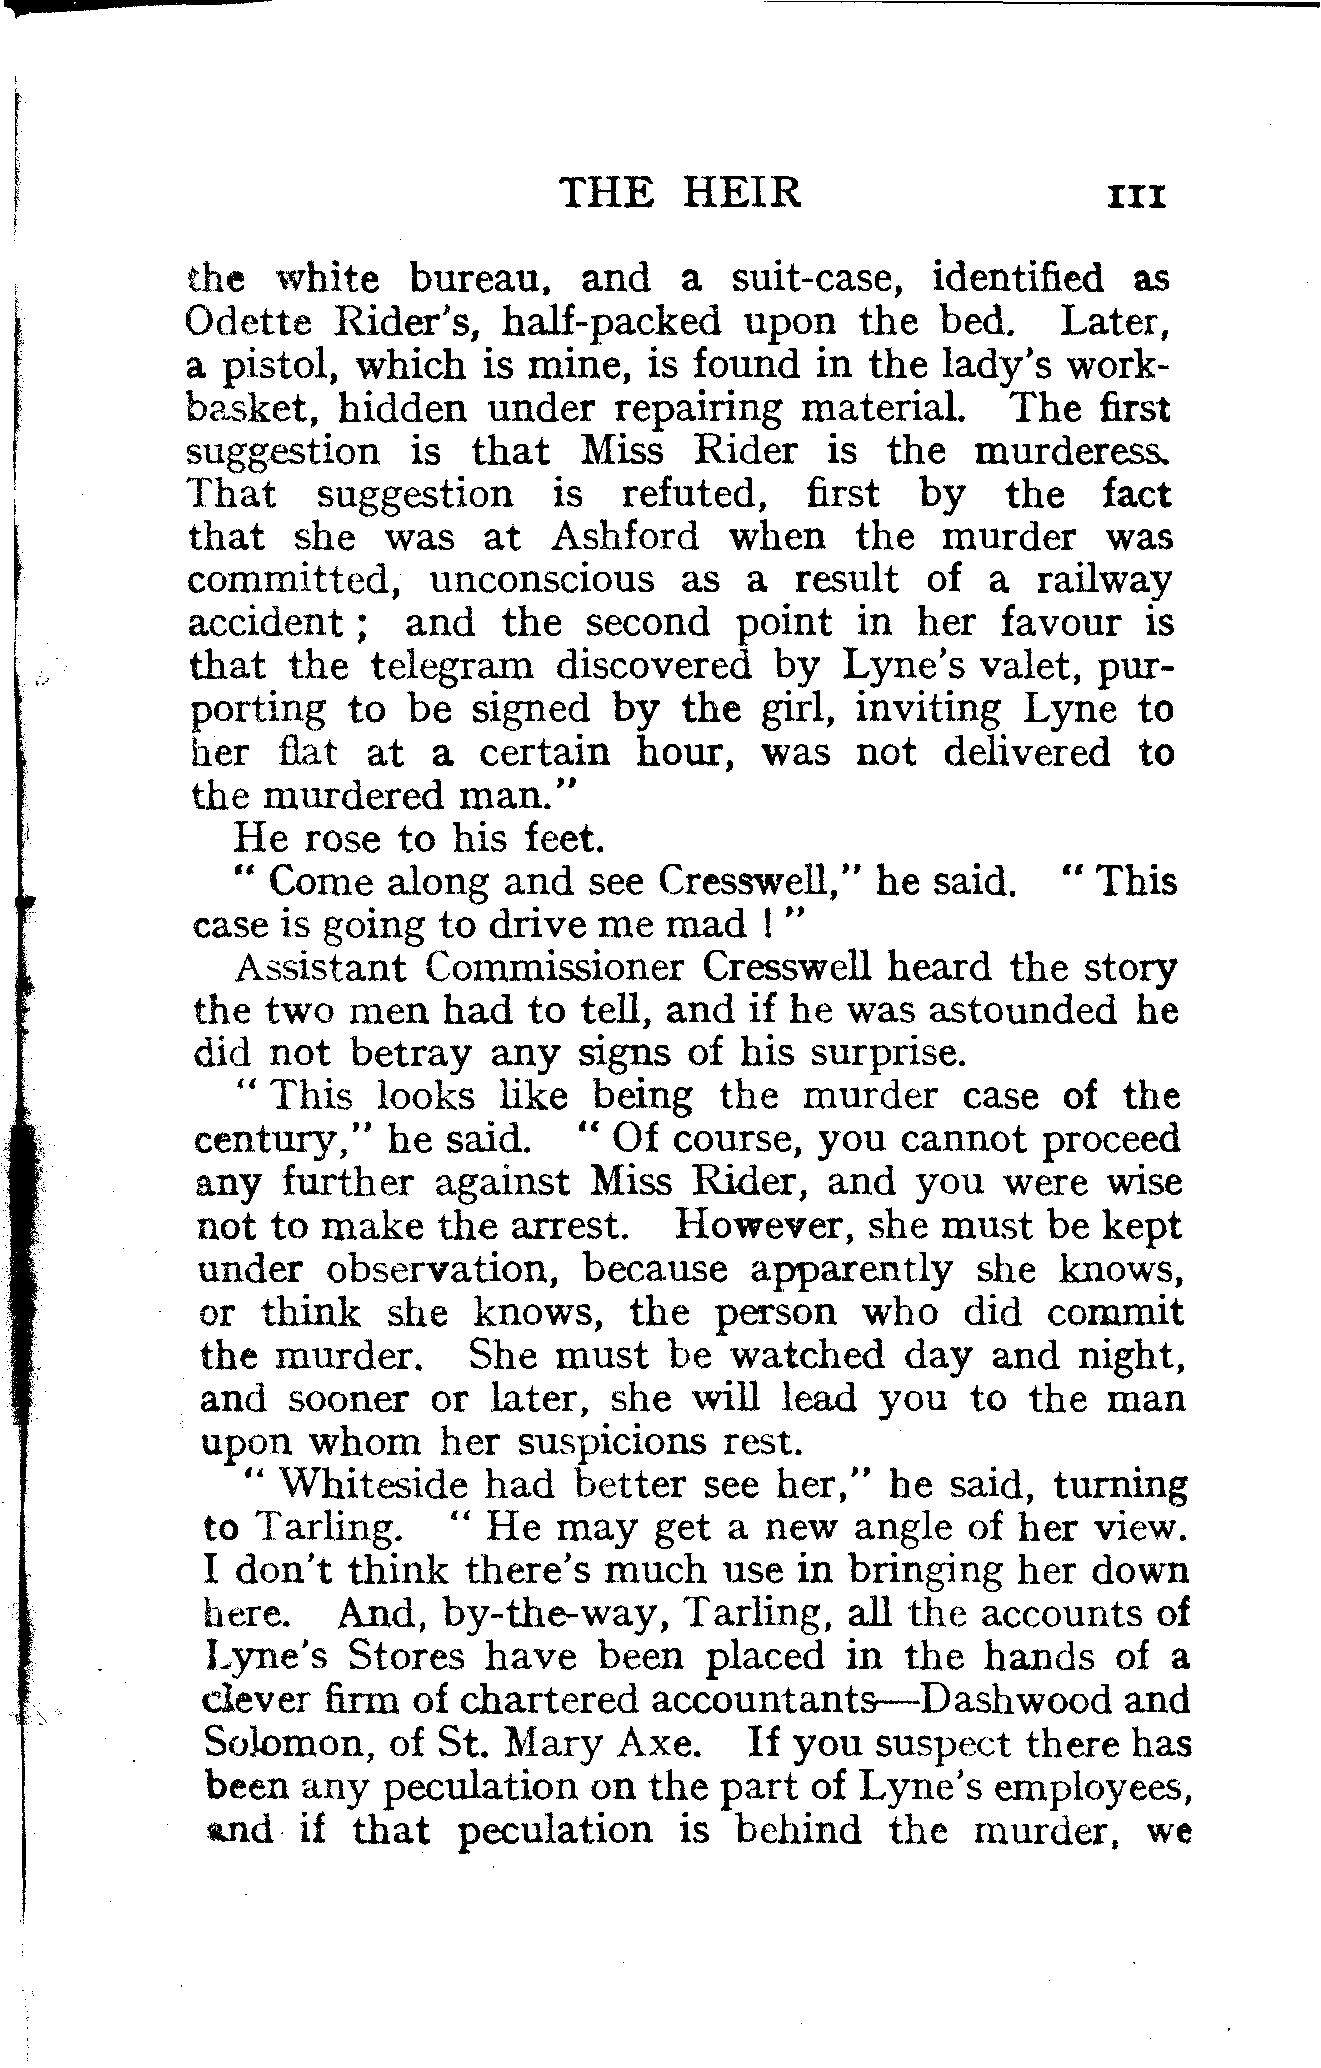 THE HEIR 111
the white bureau, and a suit-case, identified as
Odette Rider's, half-packed upon the bed. Later,
a pistol, which is mine, is found in the lady's work-
basket, hidden under repairing material. The first
suggestion is that Miss Rider is the murderess.
That suggestion is refuted, first by the fact
that she was at Ashford when the murder was
committed, unconscious as a result of a railway
accident ; and the second point in her favour is
that the telegram discovered by Lyne's valet, pur-
porting to be signed by the girl, inviting Lyne to
her flat at a certain hour, was not delivered to
the murdered man."
He rose to his feet.
" Come along and see Cresswell," he said. " This
case is going to drive me mad ! "
Assistant Commissioner Cresswell heard the story
the two men had to tell, and if he was astounded he
did not betray any signs of his surprise.
" This looks like being the murder case of the
century," he said. " Of course, you cannot proceed
any further against Miss Rider, and you were wise
not to make the arrest. However, she must be kept
under observation, because apparently she knows,
or think she knows, the person who did commit
the murder. She must be watched day and night,
and sooner or later, she will lead you to the man
upon whom her suspicions rest.
" Whiteside had better see her," he said, turning
to Tarling. " He may get a new angle of her view.
I don't think there's much use in bringing her down
here. And, by-the-way, Tarling, all the accounts of
Lyne's Stores have been placed in the hands of a
clever firm of chartered accountants—Dashwood and
Solomon, of St. Mary Axe. If you suspect there has
been any peculation on the part of Lyne's employees,
and if that peculation is behind the murder, we